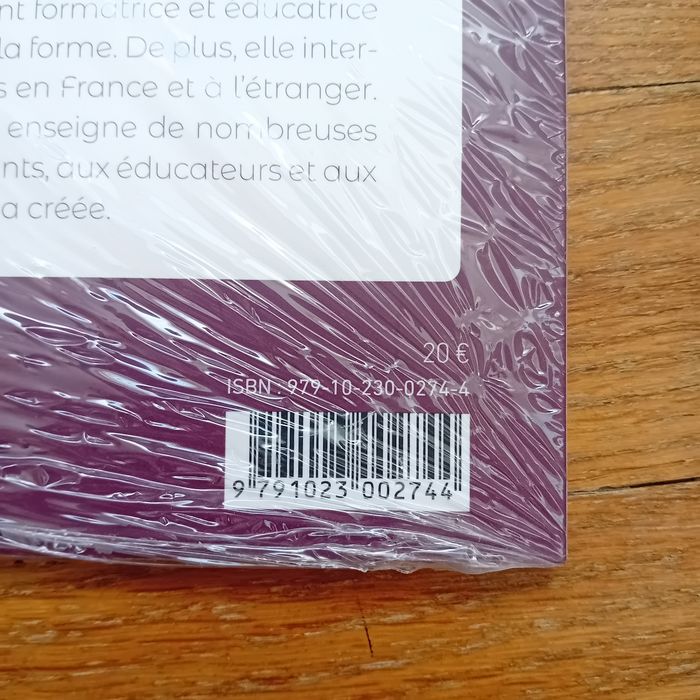 nt formatrice et éducatrice
la forme. De plus, elle inter-
s en France et à l'étranger.
enseigne de nombreuses
nts, aux éducateurs et aux
a créée.
20 €
ISBN : 979-10-230-0274-4
9 791023 002744